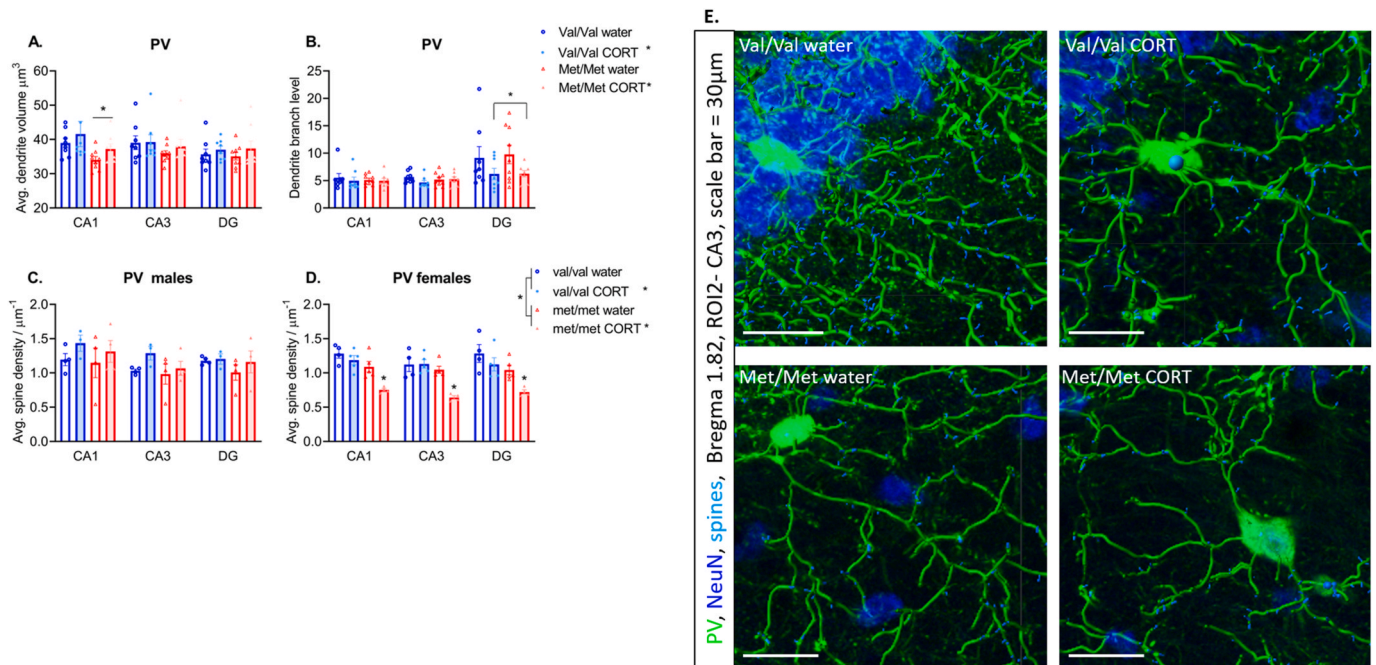 A.
PV
Avg. dendrite volume µm³
60
50
40
30
20
CA1
CA3
DG
*
B.
PV
Dendrite branch level
25
20
15
10
5
0
CA1
CA3
DG
*
Val/Val water
Val/Val CORT *
Met/Met water
Met/Met CORT*
C.
PV males
Avg. spine density / µm⁻¹
2.0
1.5
1.0
0.5
0.0
CA1
CA3
DG
D.
PV females
Avg. spine density / µm⁻¹
2.0
1.5
1.0
0.5
0.0
CA1
CA3
DG
*
*
*
*
val/val water
val/val CORT *
met/met water
met/met CORT*
E.
PV, NeuN, spines, Bregma 1.82, ROI2- CA3, scale bar = 30µm
Val/Val water
Val/Val CORT
Met/Met water
Met/Met CORT